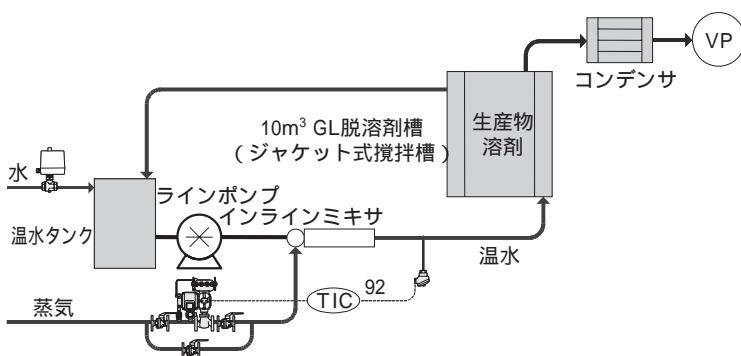 VP
コンデンサ
10m³ GL脱溶剤槽
(ジャケット式撹拌槽)
生産物
溶剤
水
ラインポンプ
インラインミキサ
温水タンク
温水
蒸気
TIC
92